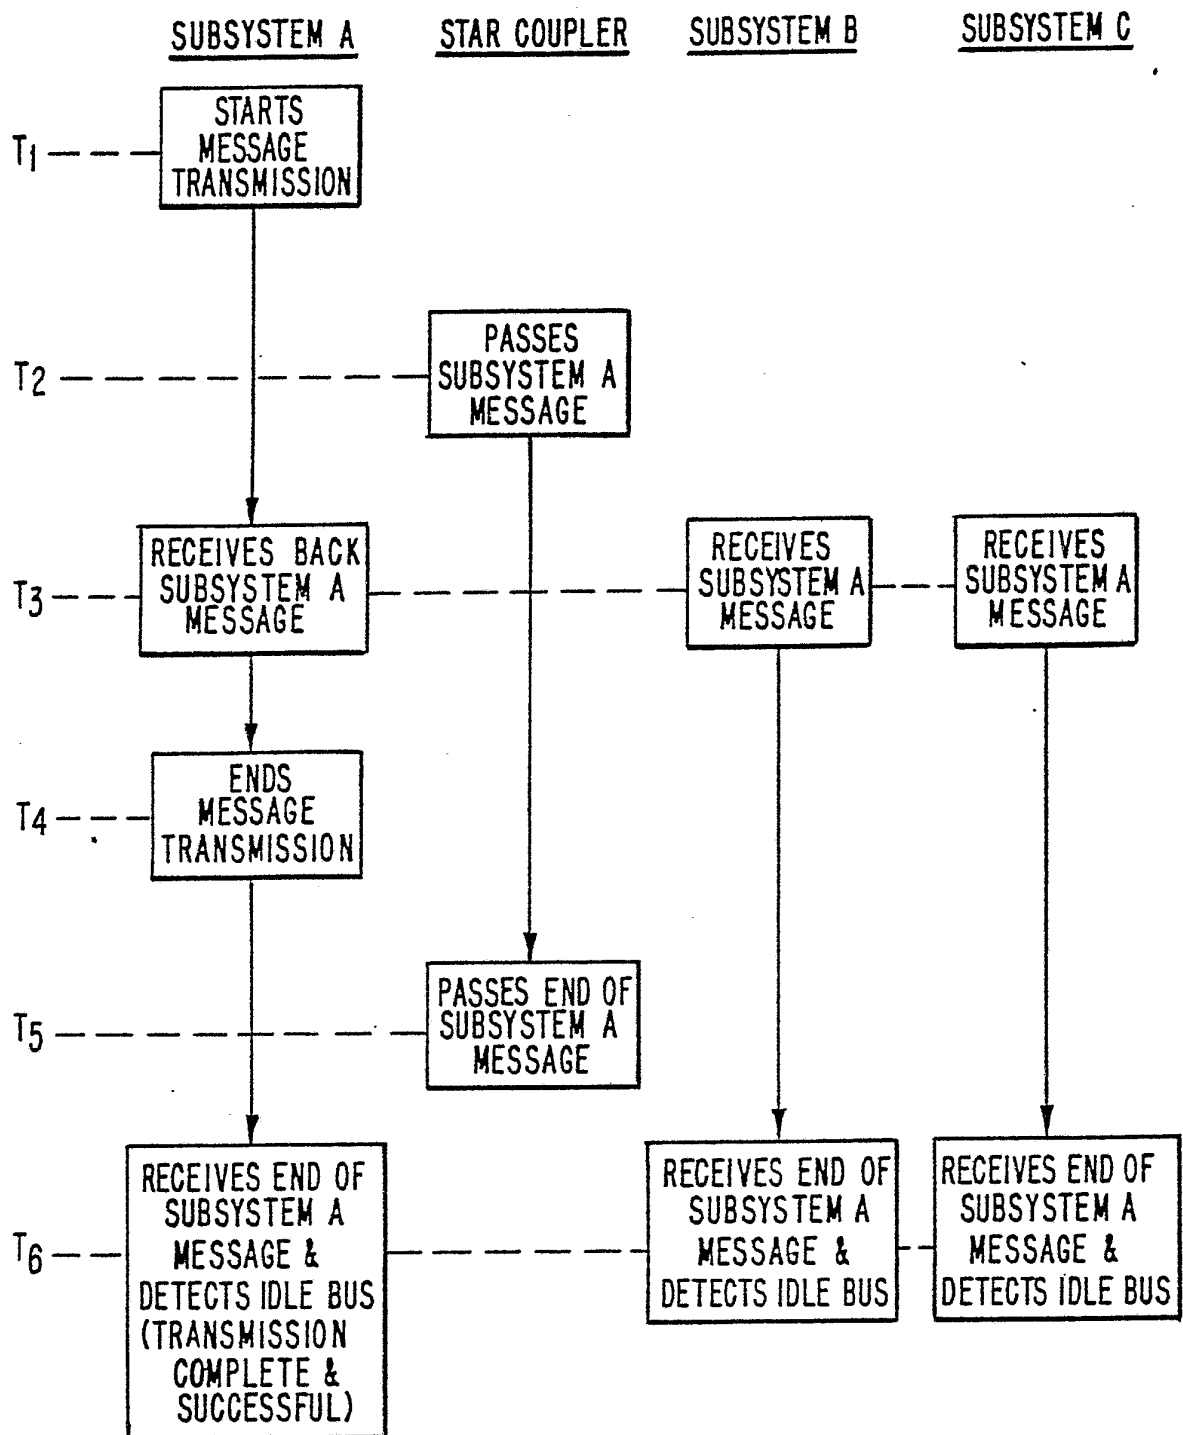 SUBSYSTEM A
STAR COUPLER
SUBSYSTEM B
SUBSYSTEM C
T1
STARTS
MESSAGE
TRANSMISSION
T2
PASSES
SUBSYSTEM A
MESSAGE
T3
RECEIVES BACK
SUBSYSTEM A
MESSAGE
RECEIVES
SUBSYSTEM A
MESSAGE
RECEIVES
SUBSYSTEM A
MESSAGE
T4
ENDS
MESSAGE
TRANSMISSION
T5
PASSES END OF
SUBSYSTEM A
MESSAGE
T6
RECEIVES END OF
SUBSYSTEM A
MESSAGE &
DETECTS IDLE BUS
(TRANSMISSION
COMPLETE &
SUCCESSFUL)
RECEIVES END OF
SUBSYSTEM A
MESSAGE &
DETECTS IDLE BUS
RECEIVES END OF
SUBSYSTEM A
MESSAGE &
DETECTS IDLE BUS